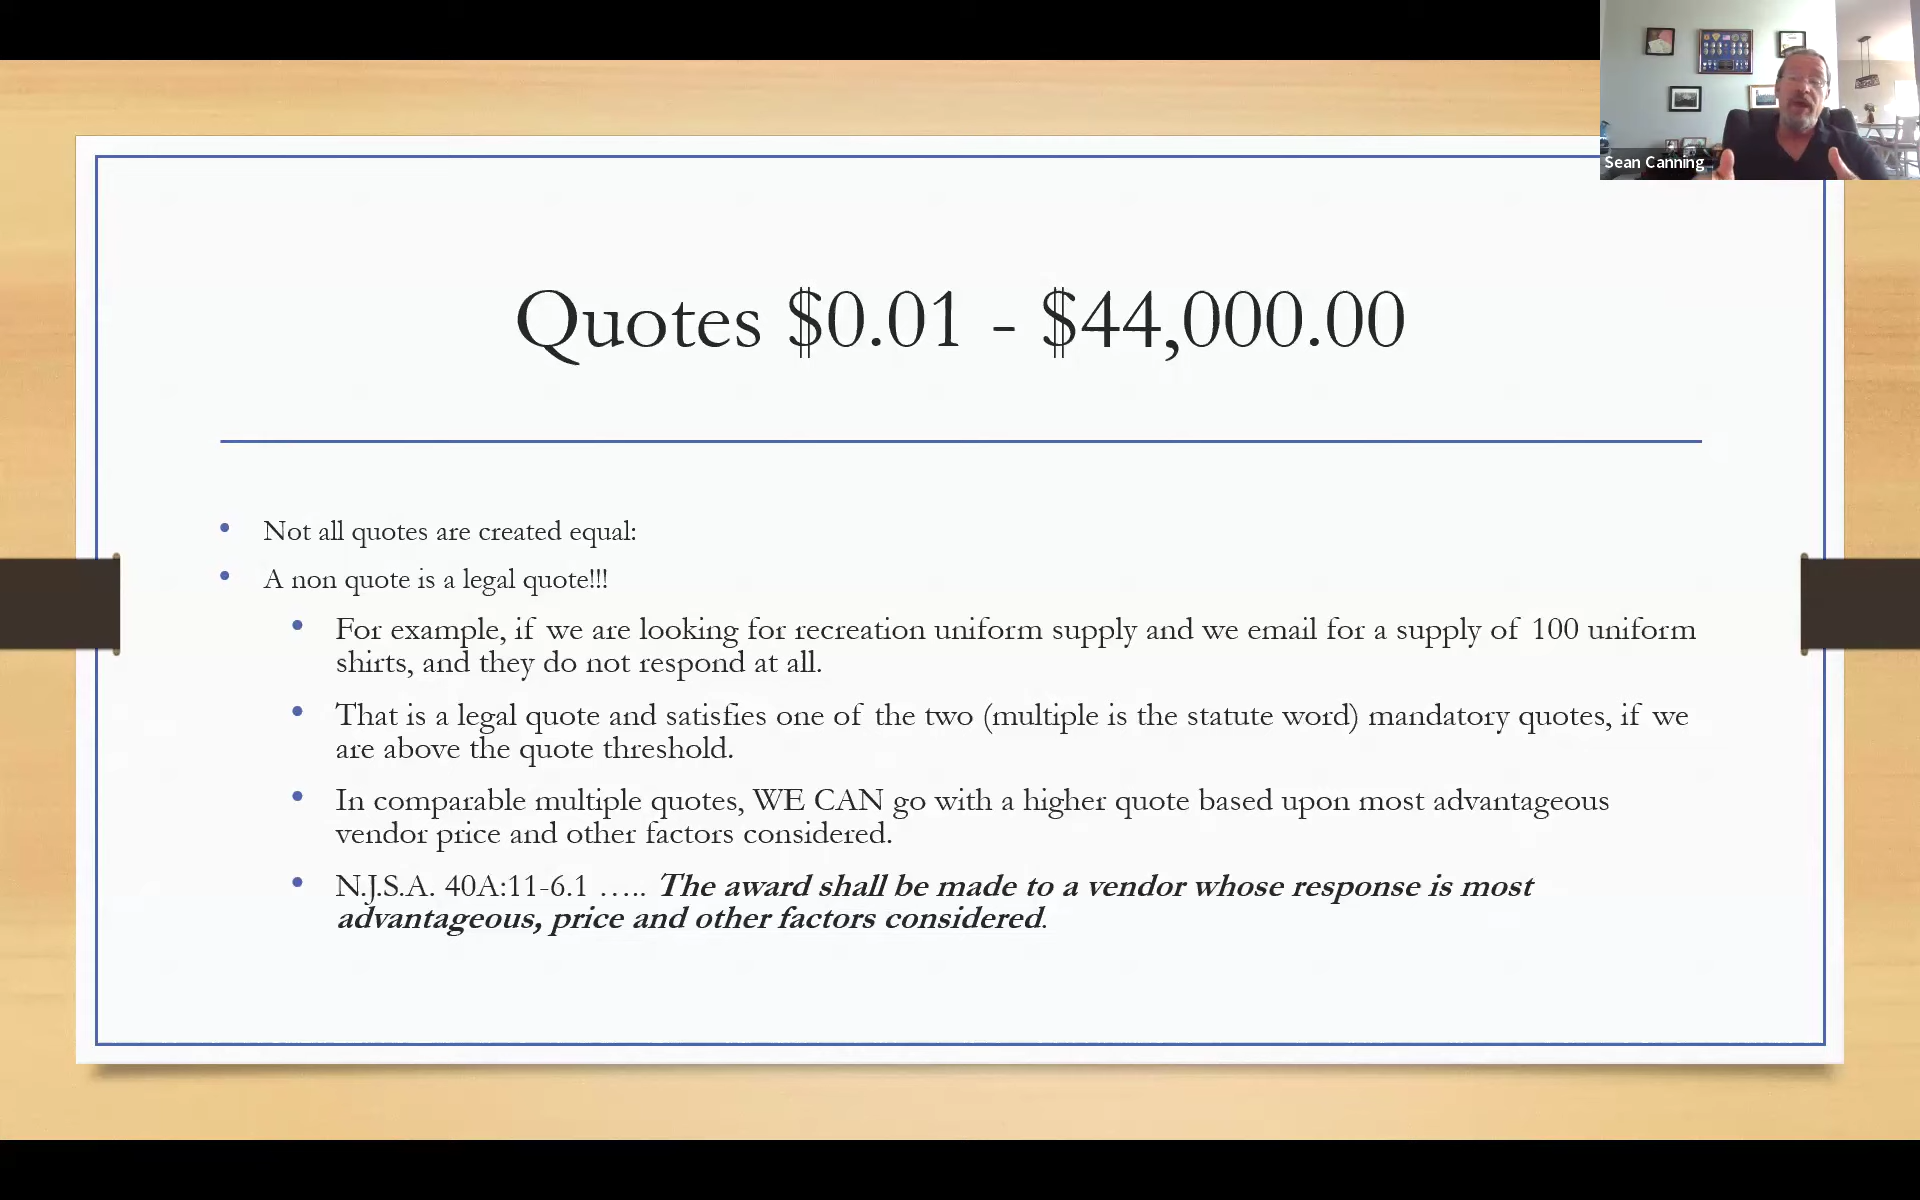 Sean Canning
Quotes $0.01 - $44,000.00
• Not all quotes are created equal:
• A non quote is a legal quote!!!
• For example, if we are looking for recreation uniform supply and we email for a supply of 100 uniform
shirts, and they do not respond at all.
• That is a legal quote and satisfies one of the two (multiple is the statute word) mandatory quotes, if we
are above the quote threshold.
• In comparable multiple quotes, WE CAN go with a higher quote based upon most advantageous
vendor price and other factors considered.
• N.J.S.A. 40A:11-6.1 ….. The award shall be made to a vendor whose response is most
advantageous, price and other factors considered.